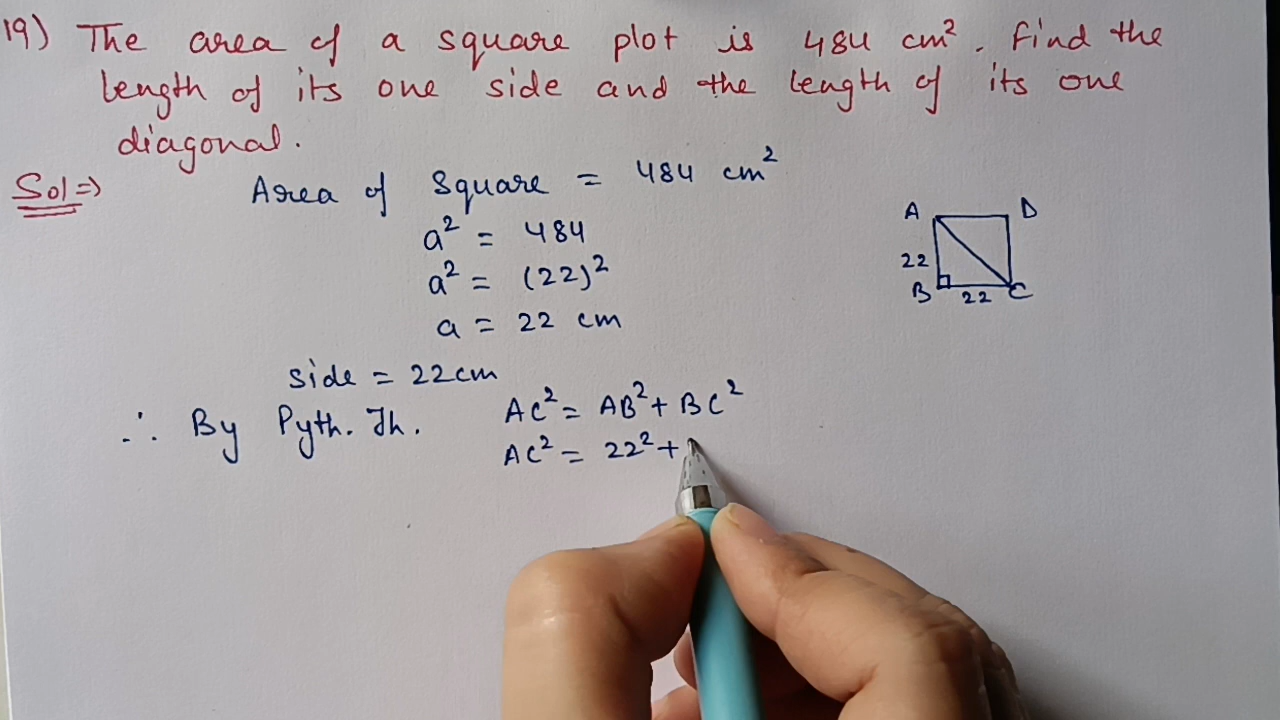 19) The area of a square plot is 484 cm². Find the
length of its one side and the length of its one
diagonal.
Sol⇒
Area of Square = 484 cm²
a² = 484
a² = (22)²
a = 22 cm
A D
22
B 22 C
side = 22cm
∴ By Pyth. Th. AC² = AB² + BC²
AC² = 22² +